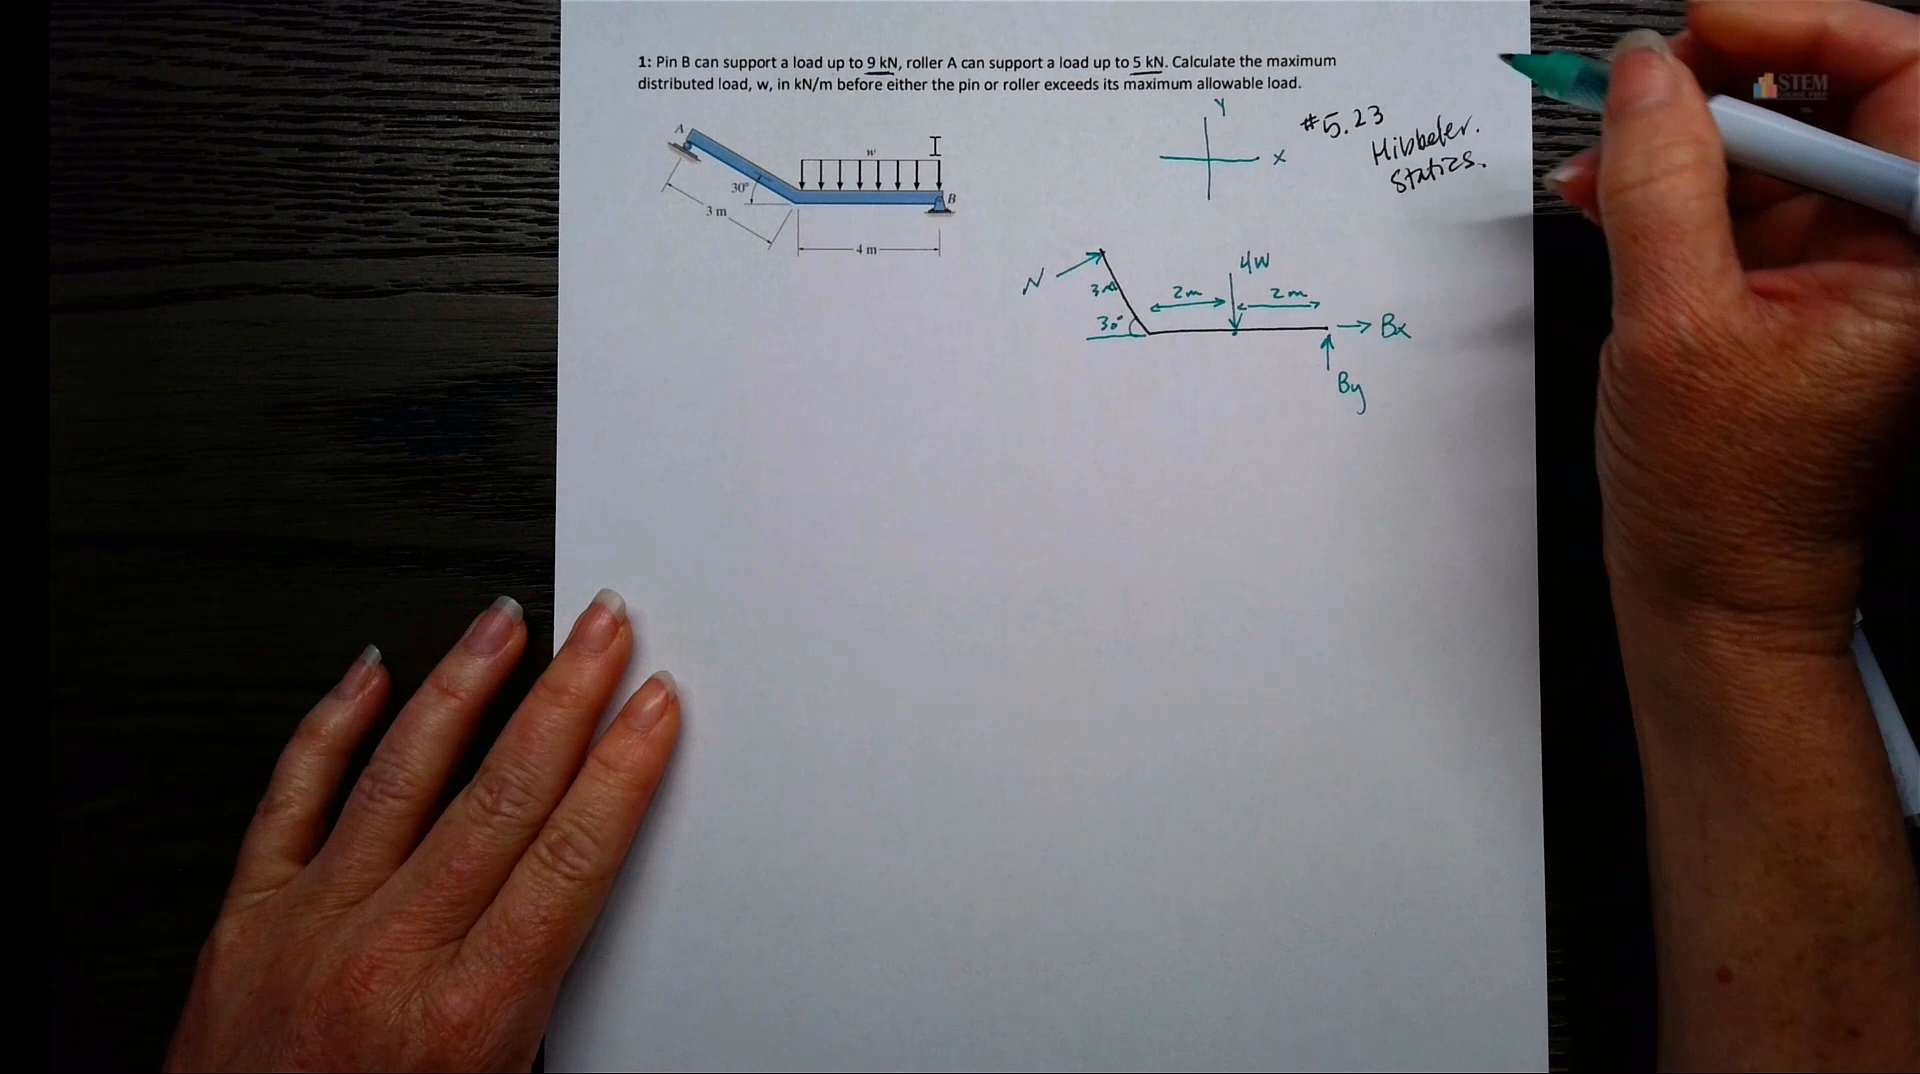 1: Pin B can support a load up to 9 kN, roller A can support a load up to 5 kN. Calculate the maximum
distributed load, w, in kN/m before either the pin or roller exceeds its maximum allowable load.
STEM
Y
X
#5.23
Hibbeler.
Statics.
A
w
I
30°
B
3 m
4 m
N
3m
30°
2m
4W
2m
Bx
By